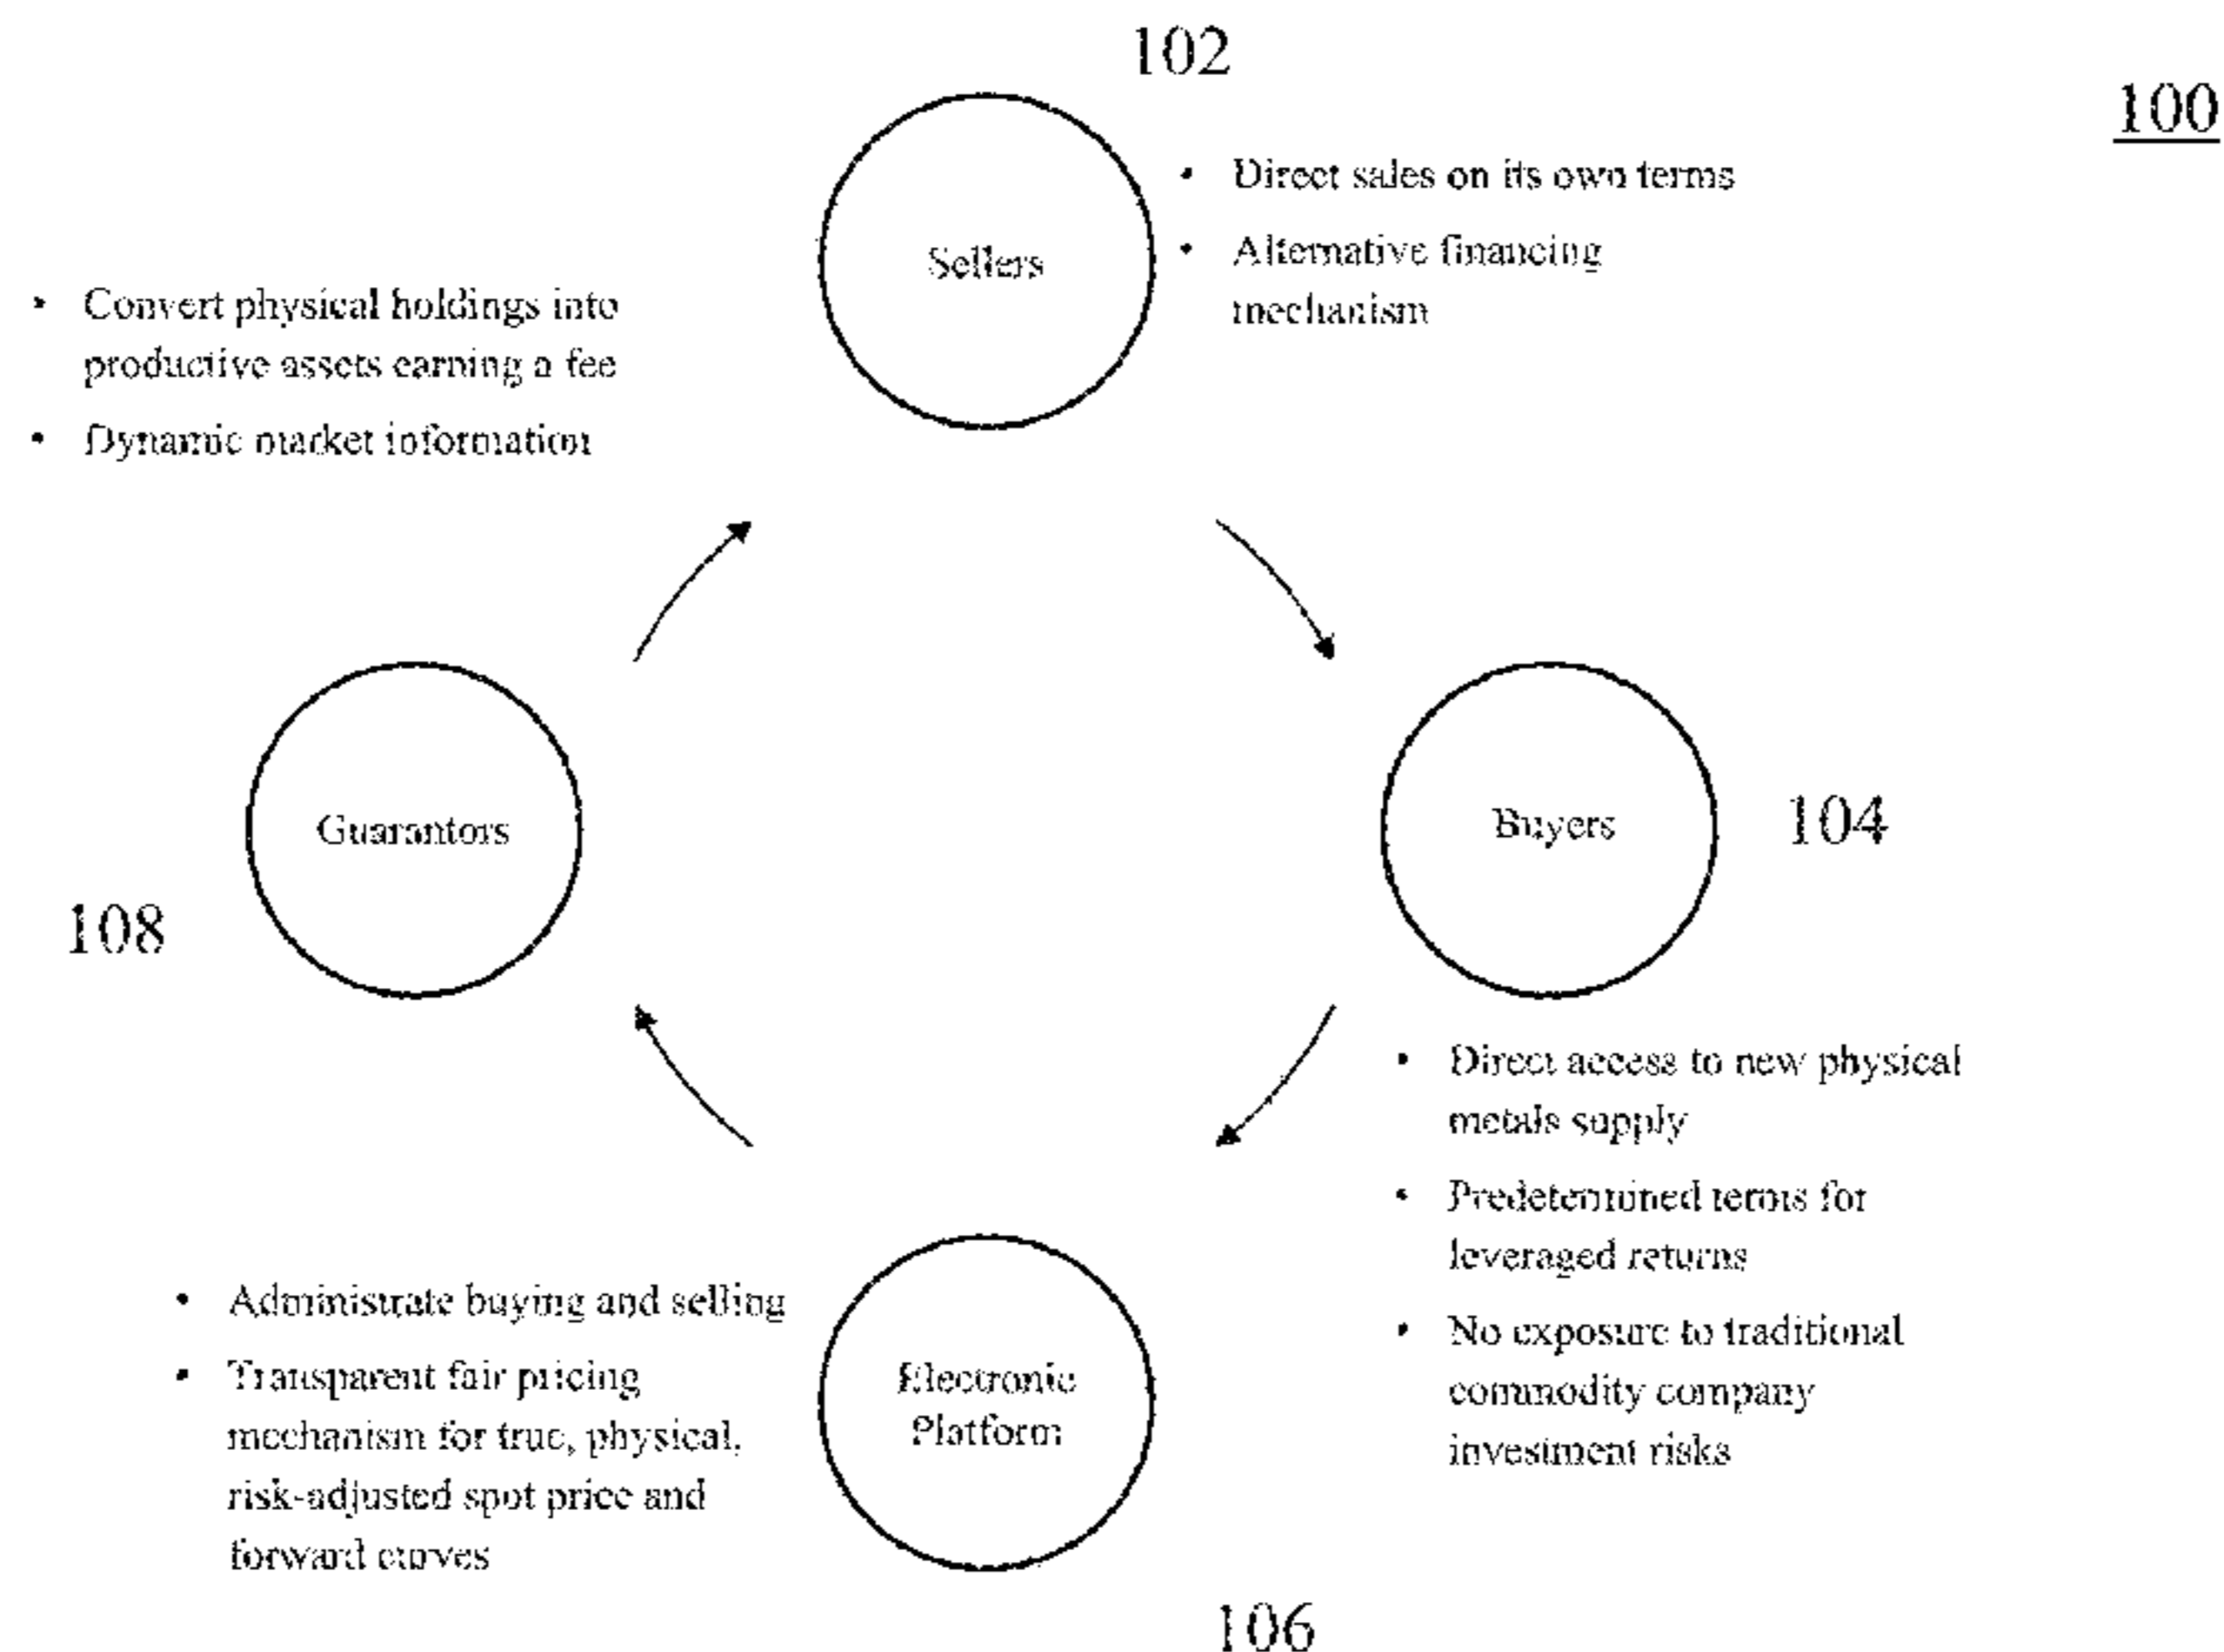 102
100
Sellers
• Direct sales on its own terms
• Alternative financing
mechanism
• Convert physical holdings into
productive assets earning a fee
• Dynamic market information
Guarantors
108
Buyers
104
• Direct access to new physical
metals supply
• Predetermined terms for
leveraged returns
• No exposure to traditional
commodity company
investment risks
• Administrate buying and selling
• Transparent fair pricing
mechanism for true, physical,
risk-adjusted spot price and
forward curves
Electronic
Platform
106